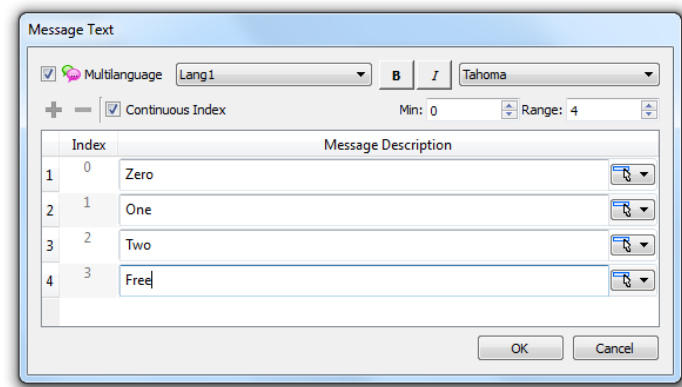 Message Text
Multilanguage Lang1 B I Tahoma
Continuous Index Min: 0 Range: 4
Index Message Description
1 0 Zero
2 1 One
3 2 Two
4 3 Free
OK Cancel